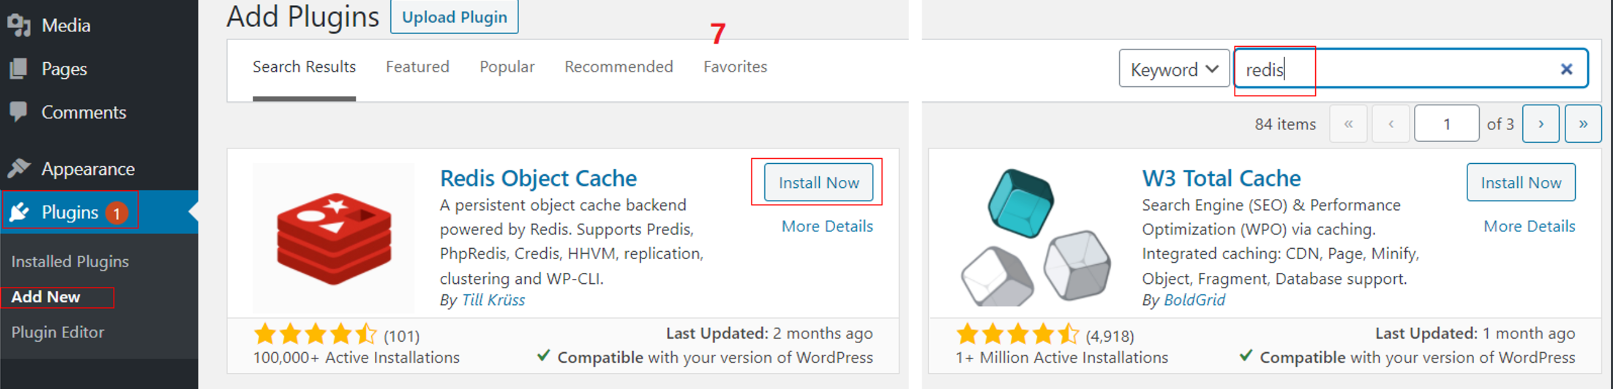 Media
Pages
Comments
Appearance
Plugins 1
Installed Plugins
Add New
Plugin Editor
Add Plugins Upload Plugin
7
Search Results Featured Popular Recommended Favorites
Keyword redis
84 items « ‹ 1 of 3 › »
Redis Object Cache
Install Now
More Details
A persistent object cache backend
powered by Redis. Supports Predis,
PhpRedis, Credis, HHVM, replication,
clustering and WP-CLI.
By Till Krüss
(101)
100,000+ Active Installations
Last Updated: 2 months ago
Compatible with your version of WordPress
W3 Total Cache
Install Now
More Details
Search Engine (SEO) & Performance
Optimization (WPO) via caching.
Integrated caching: CDN, Page, Minify,
Object, Fragment, Database support.
By BoldGrid
(4,918)
1+ Million Active Installations
Last Updated: 1 month ago
Compatible with your version of WordPress